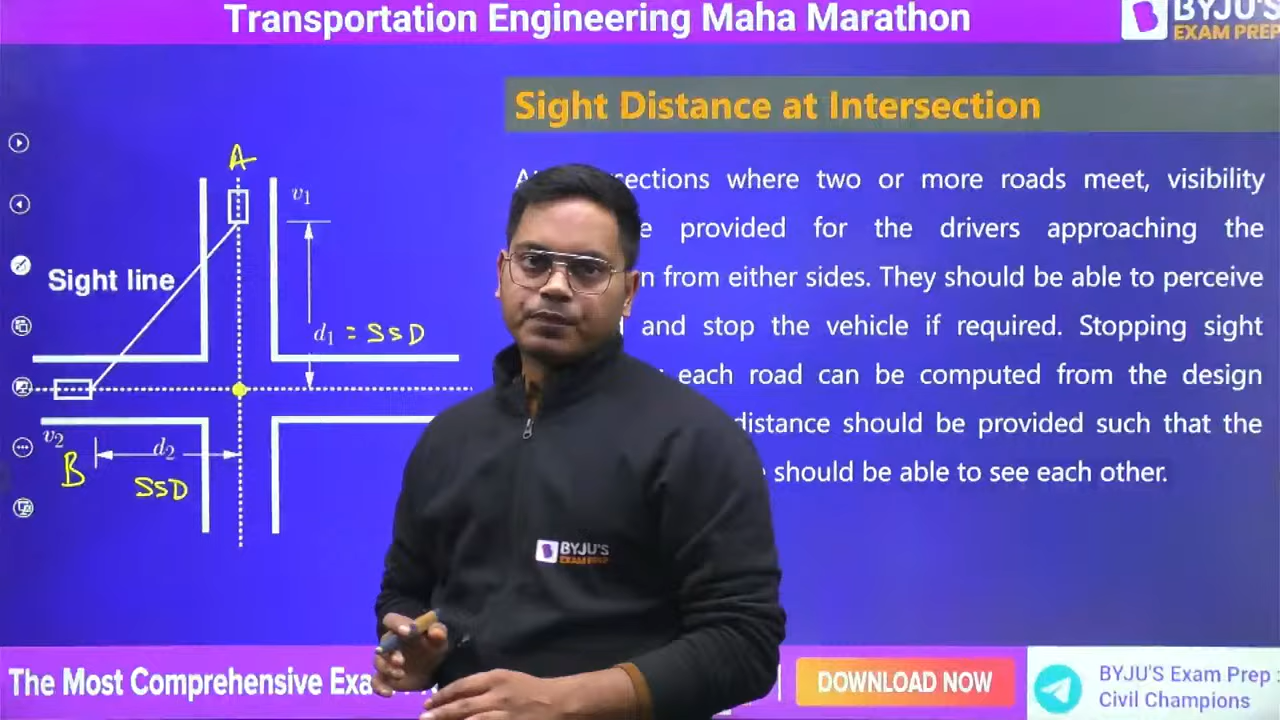 Transportation Engineering Maha Marathon
BYJU'S
EXAM PREP
Sight Distance at Intersection
A
v1
Sight line
d1 = SSD
v2
d2
B
SSD
sections where two or more roads meet, visibility
provided for the drivers approaching the
from either sides. They should be able to perceive
and stop the vehicle if required. Stopping sight
each road can be computed from the design
distance should be provided such that the
should be able to see each other.
BYJU'S
EXAM PREP
The Most Comprehensive
DOWNLOAD NOW
BYJU'S Exam Prep :
Civil Champions